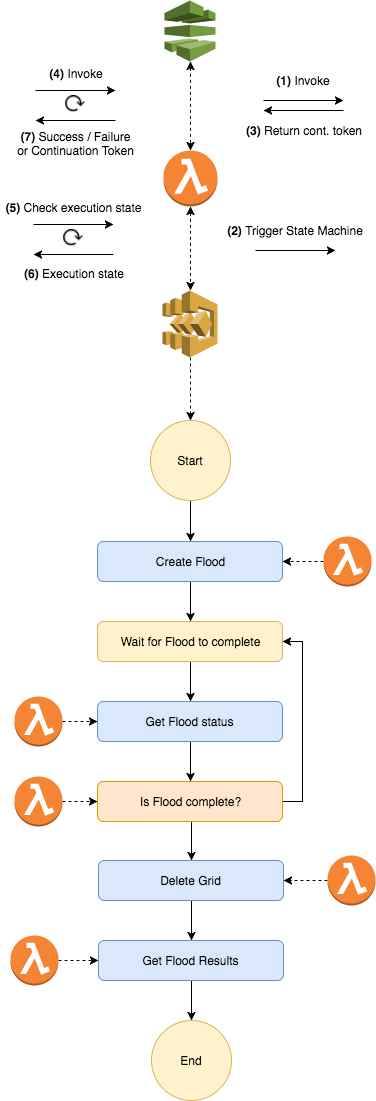 (4) Invoke
(1) Invoke
(3) Return cont. token
(7) Success / Failure
or Continuation Token
(5) Check execution state
(2) Trigger State Machine
(6) Execution state
Start
Create Flood
Wait for Flood to complete
Get Flood status
Is Flood complete?
Delete Grid
Get Flood Results
End